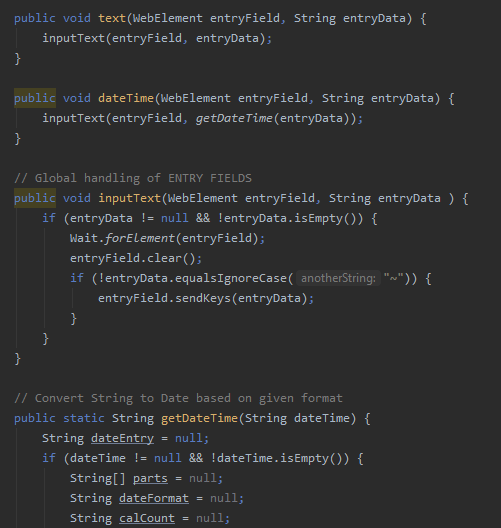 public void text(WebElement entryField, String entryData) {
    inputText(entryField, entryData);
}

public void dateTime(WebElement entryField, String entryData) {
    inputText(entryField, getDateTime(entryData));
}

// Global handling of ENTRY FIELDS
public void inputText(WebElement entryField, String entryData ) {
    if (entryData != null && !entryData.isEmpty()) {
        Wait.forElement(entryField);
        entryField.clear();
        if (!entryData.equalsIgnoreCase( anotherString: "~")) {
            entryField.sendKeys(entryData);
        }
    }
}

// Convert String to Date based on given format
public static String getDateTime(String dateTime) {
    String dateEntry = null;
    if (dateTime != null && !dateTime.isEmpty()) {
        String[] parts = null;
        String dateFormat = null;
        String calCount = null;